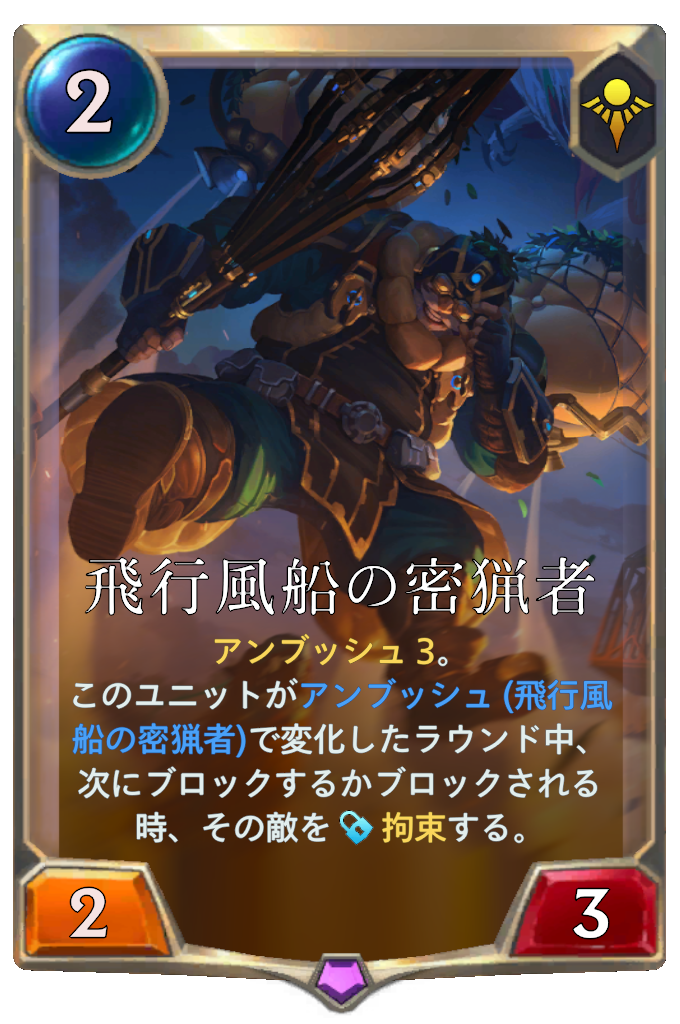 2
飛行風船の密猟者
アンブッシュ 3。
このユニットがアンブッシュ (飛行風
船の密猟者)で変化したラウンド中、
次にブロックするかブロックされる
時、その敵を 拘束する。
2
3